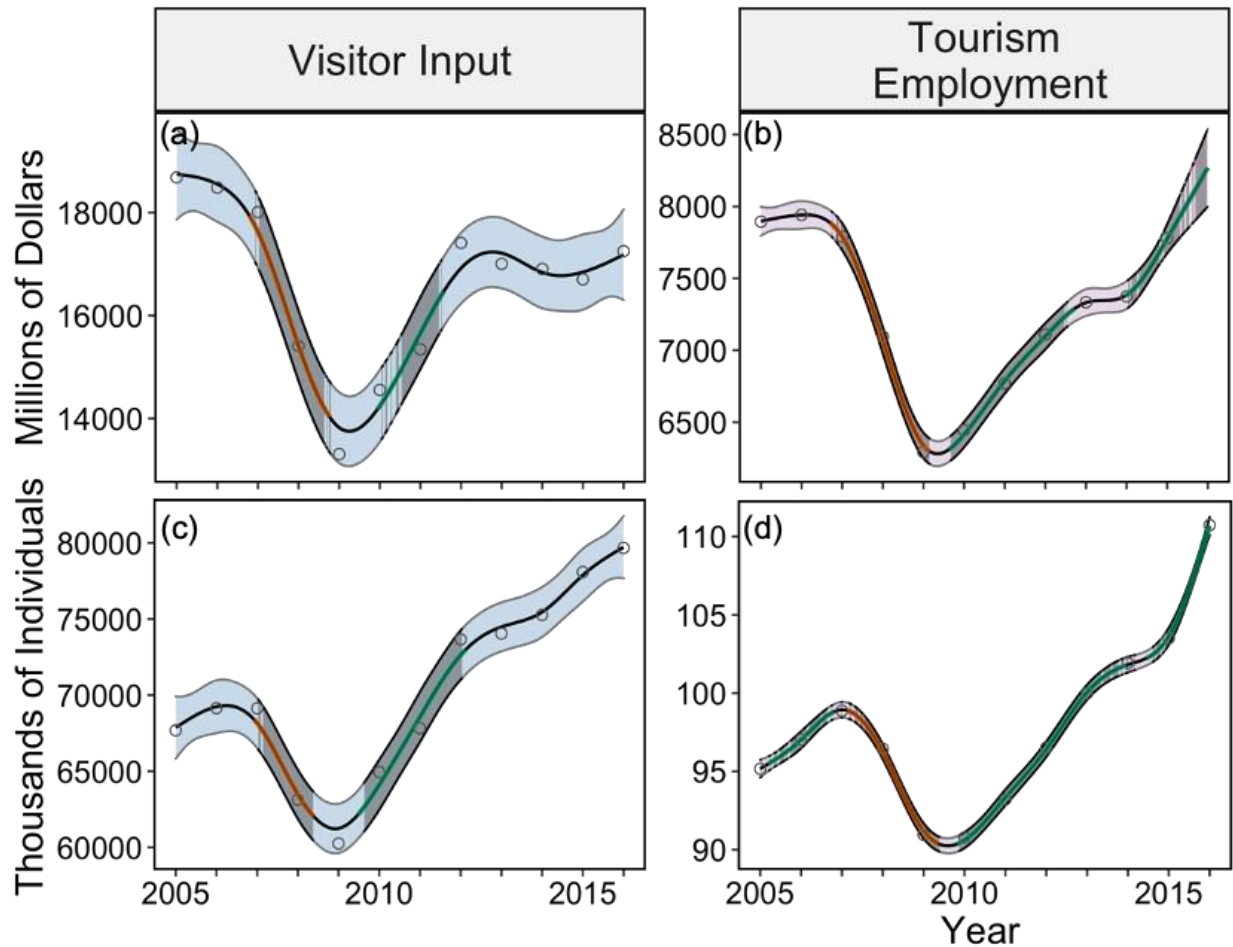 Visitor Input
Tourism
Employment
Millions of Dollars
(a)
18000
16000
14000
(b)
8500
8000
7500
7000
6500
Thousands of Individuals
(c)
80000
75000
70000
65000
60000
2005
2010
2015
(d)
110
105
100
95
90
2005
2010
2015
Year